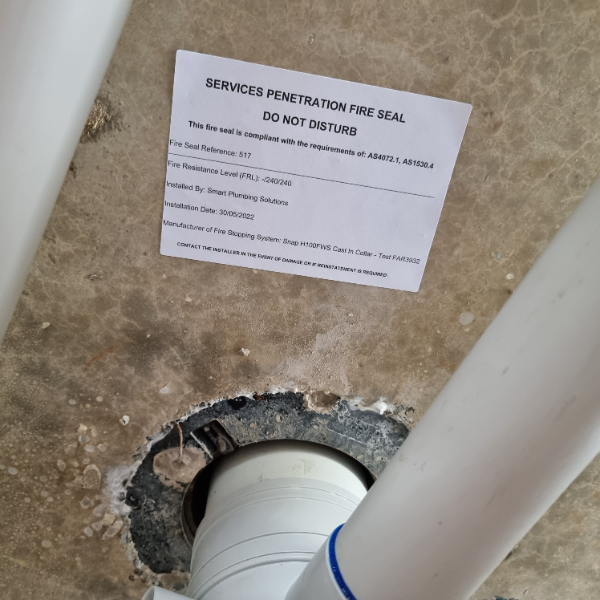 SERVICES PENETRATION FIRE SEAL
DO NOT DISTURB
This fire seal is compliant with the requirements of: AS4072.1, AS1530.4
Fire Seal Reference: 517
Fire Resistance Level (FRL): -/240/240
Installed By: Smart Plumbing Solutions
Installation Date: 30/05/2022
Manufacturer of Fire Stopping System: Snap H100FWS Cast In Collar - Test FAR3932
CONTACT THE INSTALLER IN THE EVENT OF DAMAGE OR IF REINSTATEMENT IS REQUIRED